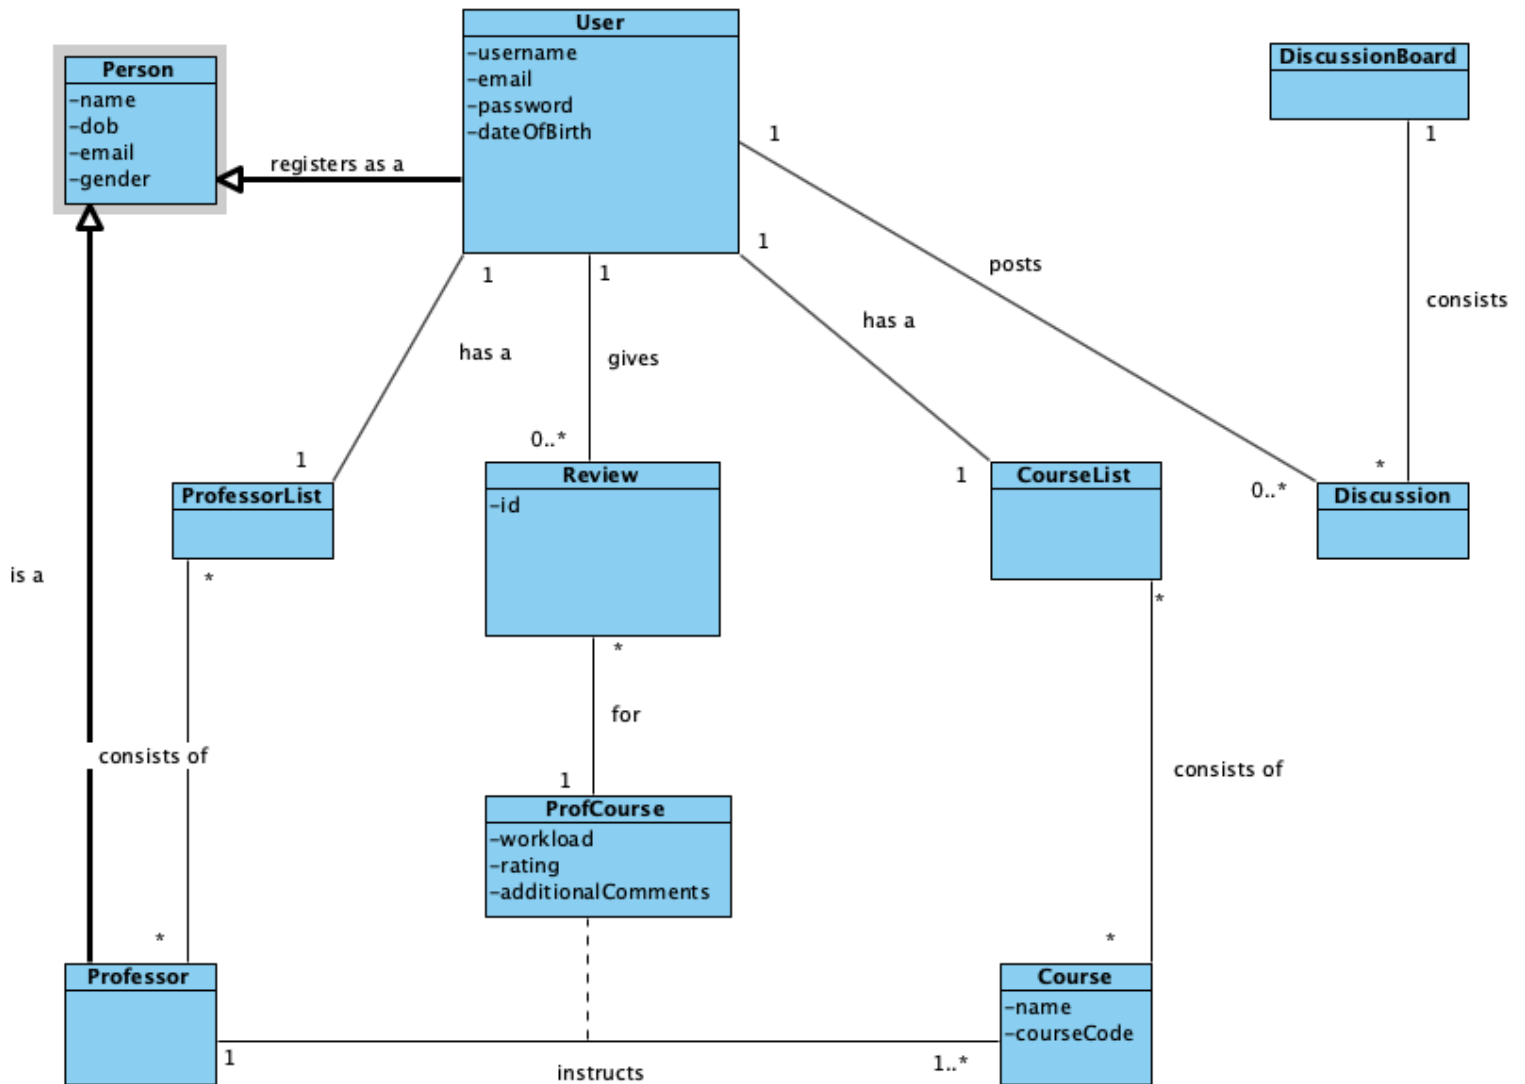 User
-username
-email
-password
-dateOfBirth
Person
-name
-dob
-email
-gender
DiscussionBoard
registers as a
1
1
1
1
1
posts
consists
has a
has a
gives
0..*
1
1
*
0..*
ProfessorList
Review
-id
CourseList
Discussion
*
*
*
is a
for
consists of
consists of
1
ProfCourse
-workload
-rating
-additionalComments
*
*
Professor
Course
-name
-courseCode
1
1..*
instructs